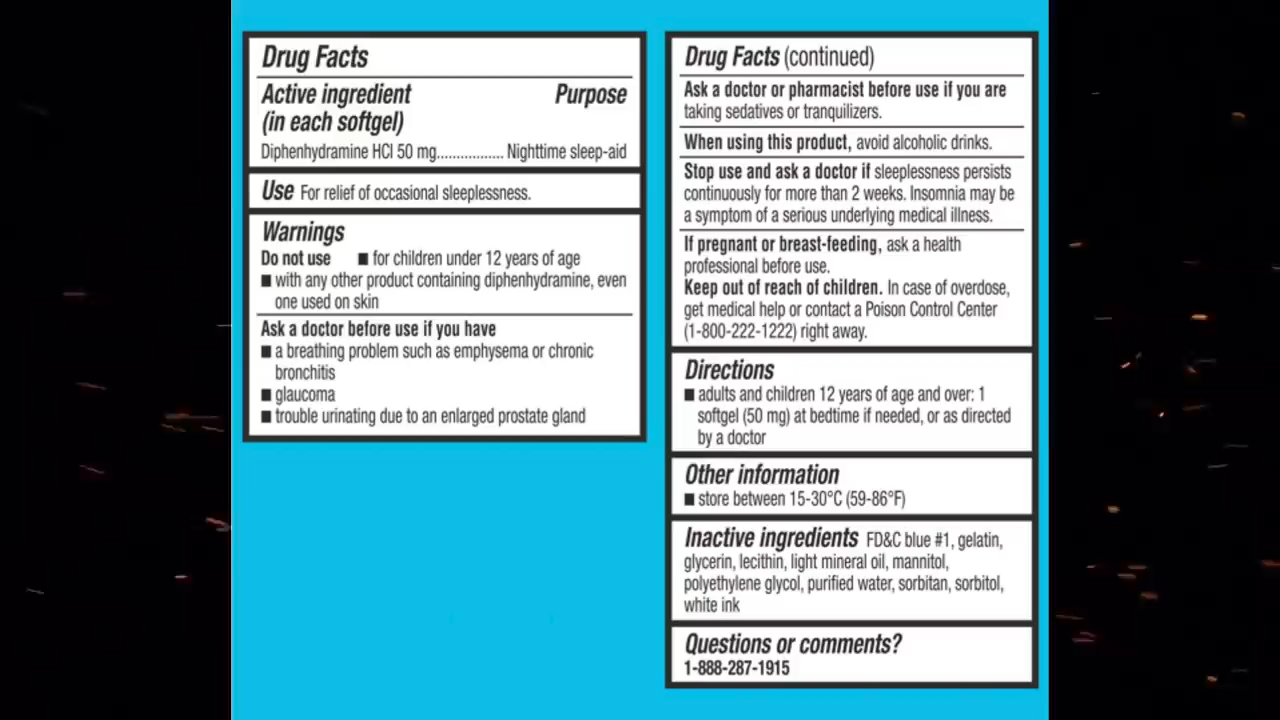 Drug Facts
Active ingredient Purpose
(in each softgel)
Diphenhydramine HCl 50 mg................. Nighttime sleep-aid
Use For relief of occasional sleeplessness.
Warnings
Do not use ■ for children under 12 years of age
■ with any other product containing diphenhydramine, even
one used on skin
Ask a doctor before use if you have
■ a breathing problem such as emphysema or chronic
bronchitis
■ glaucoma
■ trouble urinating due to an enlarged prostate gland
Drug Facts (continued)
Ask a doctor or pharmacist before use if you are
taking sedatives or tranquilizers.
When using this product, avoid alcoholic drinks.
Stop use and ask a doctor if sleeplessness persists
continuously for more than 2 weeks. Insomnia may be
a symptom of a serious underlying medical illness.
If pregnant or breast-feeding, ask a health
professional before use.
Keep out of reach of children. In case of overdose,
get medical help or contact a Poison Control Center
(1-800-222-1222) right away.
Directions
■ adults and children 12 years of age and over: 1
softgel (50 mg) at bedtime if needed, or as directed
by a doctor
Other information
■ store between 15-30°C (59-86°F)
Inactive ingredients FD&C blue #1, gelatin,
glycerin, lecithin, light mineral oil, mannitol,
polyethylene glycol, purified water, sorbitan, sorbitol,
white ink
Questions or comments?
1-888-287-1915